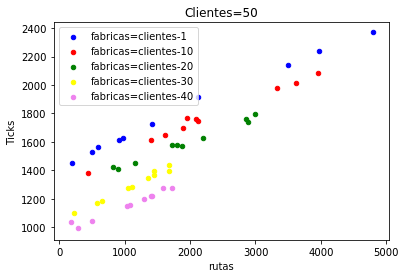 Clientes=50
fabricas=clientes-1
fabricas=clientes-10
fabricas=clientes-20
fabricas=clientes-30
fabricas=clientes-40
Ticks
2400
2200
2000
1800
1600
1400
1200
1000
0 1000 2000 3000 4000 5000
rutas